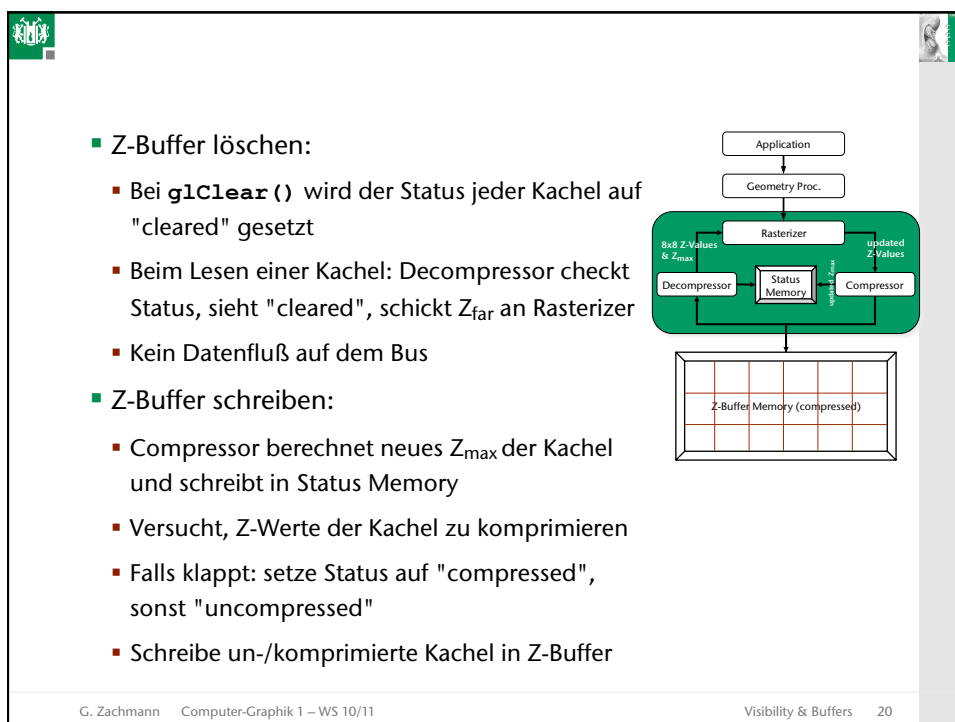 Z-Buffer löschen:
Bei glClear() wird der Status jeder Kachel auf
"cleared" gesetzt
Beim Lesen einer Kachel: Decompressor checkt
Status, sieht "cleared", schickt Zfar an Rasterizer
Kein Datenfluß auf dem Bus
Z-Buffer schreiben:
Compressor berechnet neues Zmax der Kachel
und schreibt in Status Memory
Versucht, Z-Werte der Kachel zu komprimieren
Falls klappt: setze Status auf "compressed",
sonst "uncompressed"
Schreibe un-/komprimierte Kachel in Z-Buffer
Application
Geometry Proc.
Rasterizer
8x8 Z-Values
& Zmax
updated
Z-Values
Decompressor
Status
Memory
updated Zmax
Compressor
Z-Buffer Memory (compressed)
G. Zachmann Computer-Graphik 1 – WS 10/11
Visibility & Buffers 20